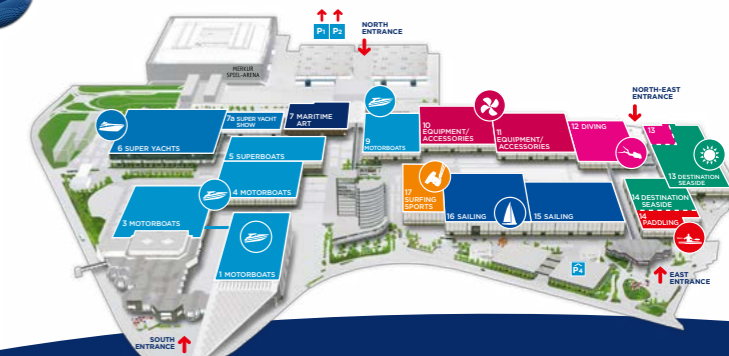 P1 P2
NORTH
ENTRANCE
MERKUR
SPIEL-ARENA
NORTH-EAST
ENTRANCE
7a SUPER YACHT
SHOW
7 MARITIME
ART
6 SUPER YACHTS
5 SUPERBOATS
4 MOTORBOATS
3 MOTORBOATS
1 MOTORBOATS
9
MOTORBOATS
10
EQUIPMENT/
ACCESSORIES
11
EQUIPMENT/
ACCESSORIES
12 DIVING
13
13 DESTINATION
SEASIDE
14 DESTINATION
SEASIDE
14
PADDLING
17
SURFING
SPORTS
16 SAILING
15 SAILING
P4
EAST
ENTRANCE
SOUTH
ENTRANCE